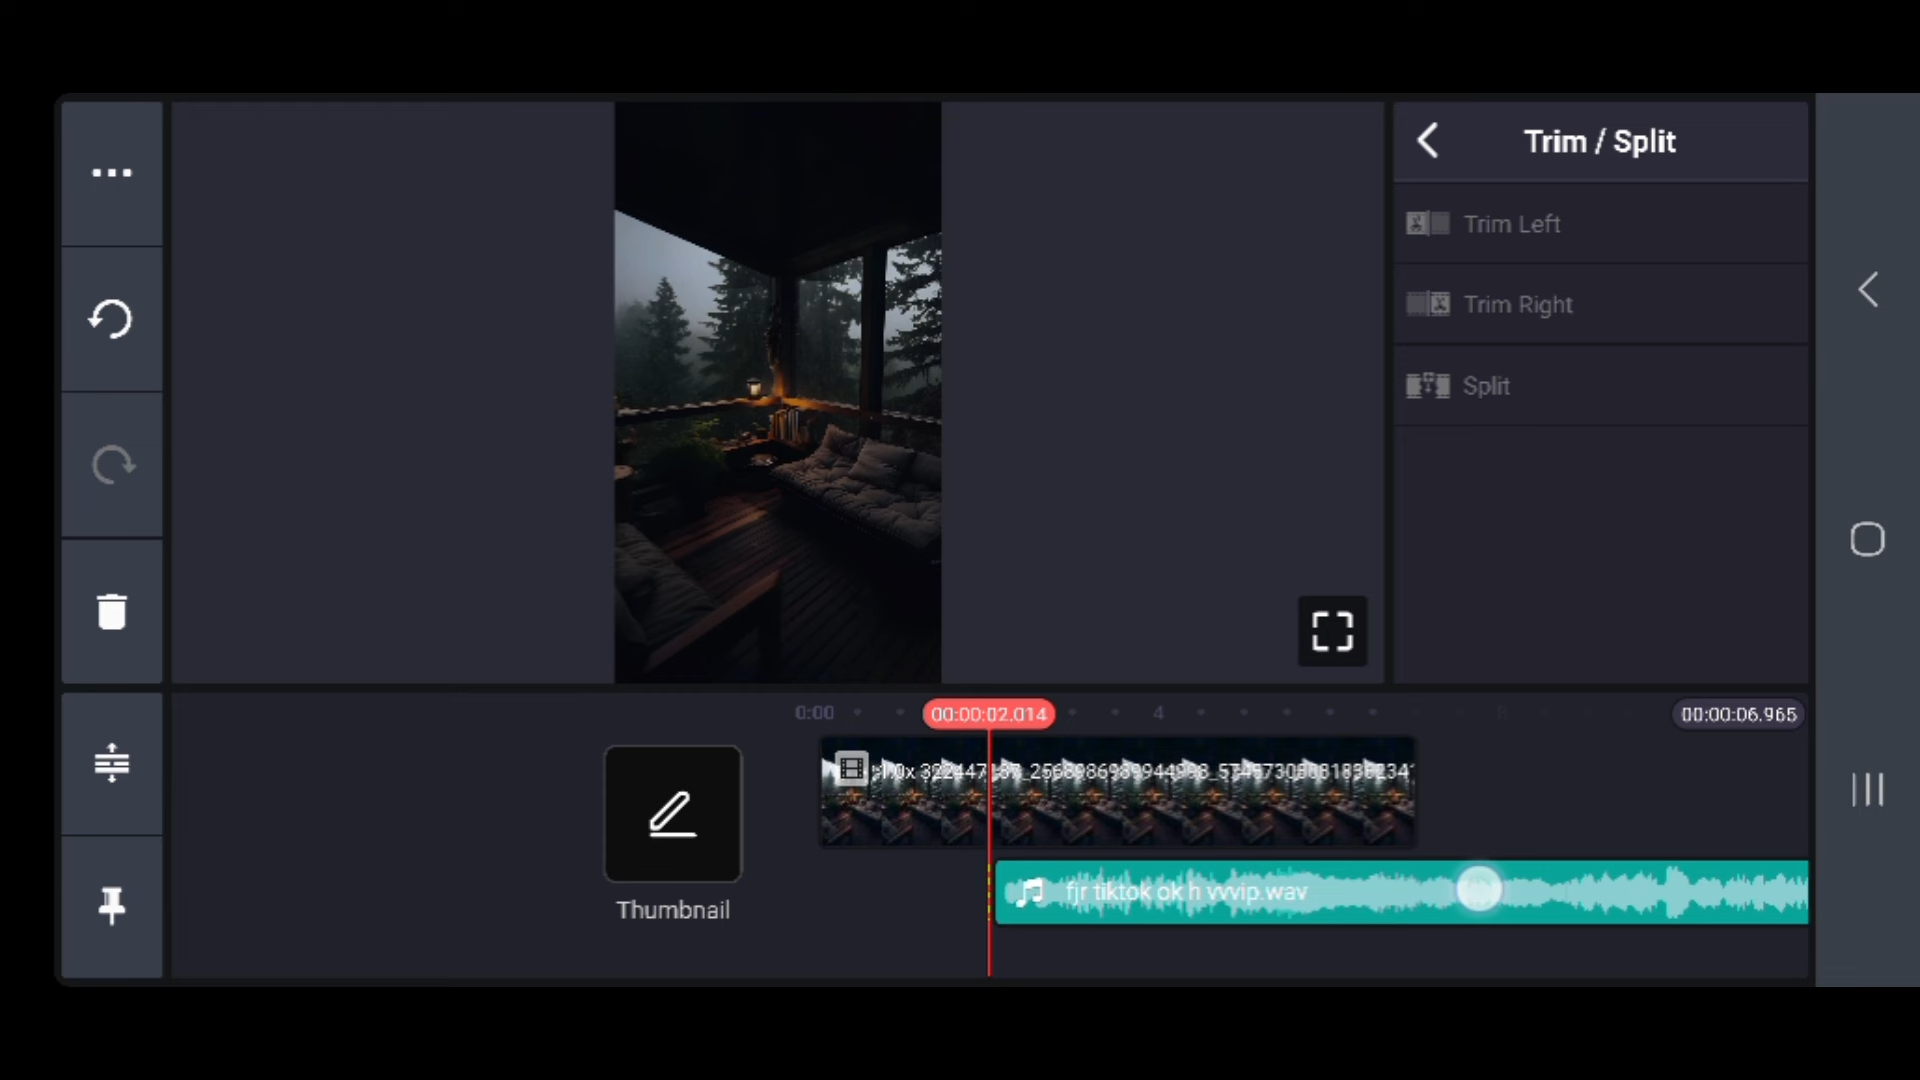 Trim / Split
Trim Left
Trim Right
Split
0:00
00:00:02.014
4
8
00:00:06.965
Thumbnail
fjr tiktok ok h vvvip.wav